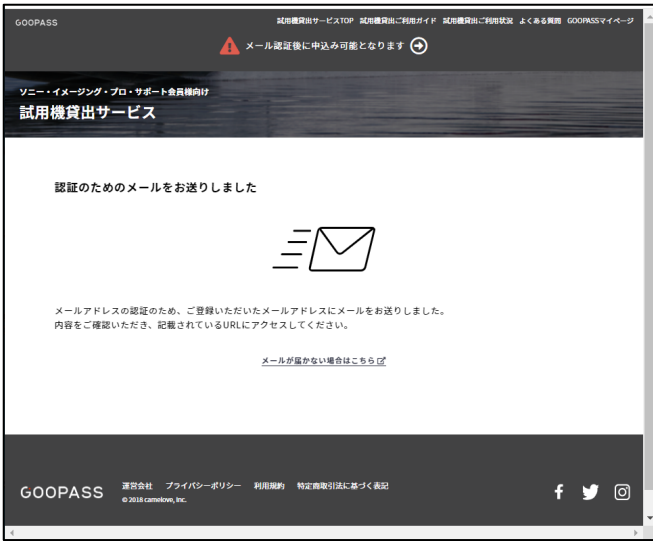 GOOPASS
試用機貸出サービスTOP 試用機貸出ご利用ガイド 試用機貸出ご利用状況 よくある質問 GOOPASSマイページ
メール認証後に申込み可能となります
ソニー・イメージング・プロ・サポート会員様向け
試用機貸出サービス
認証のためのメールをお送りしました
メールアドレスの認証のため、ご登録いただいたメールアドレスにメールをお送りしました。
内容をご確認いただき、記載されているURLにアクセスしてください。
メールが届かない場合はこちら
GOOPASS
運営会社 プライバシーポリシー 利用規約 特定商取引法に基づく表記
© 2018 camelove, Inc.